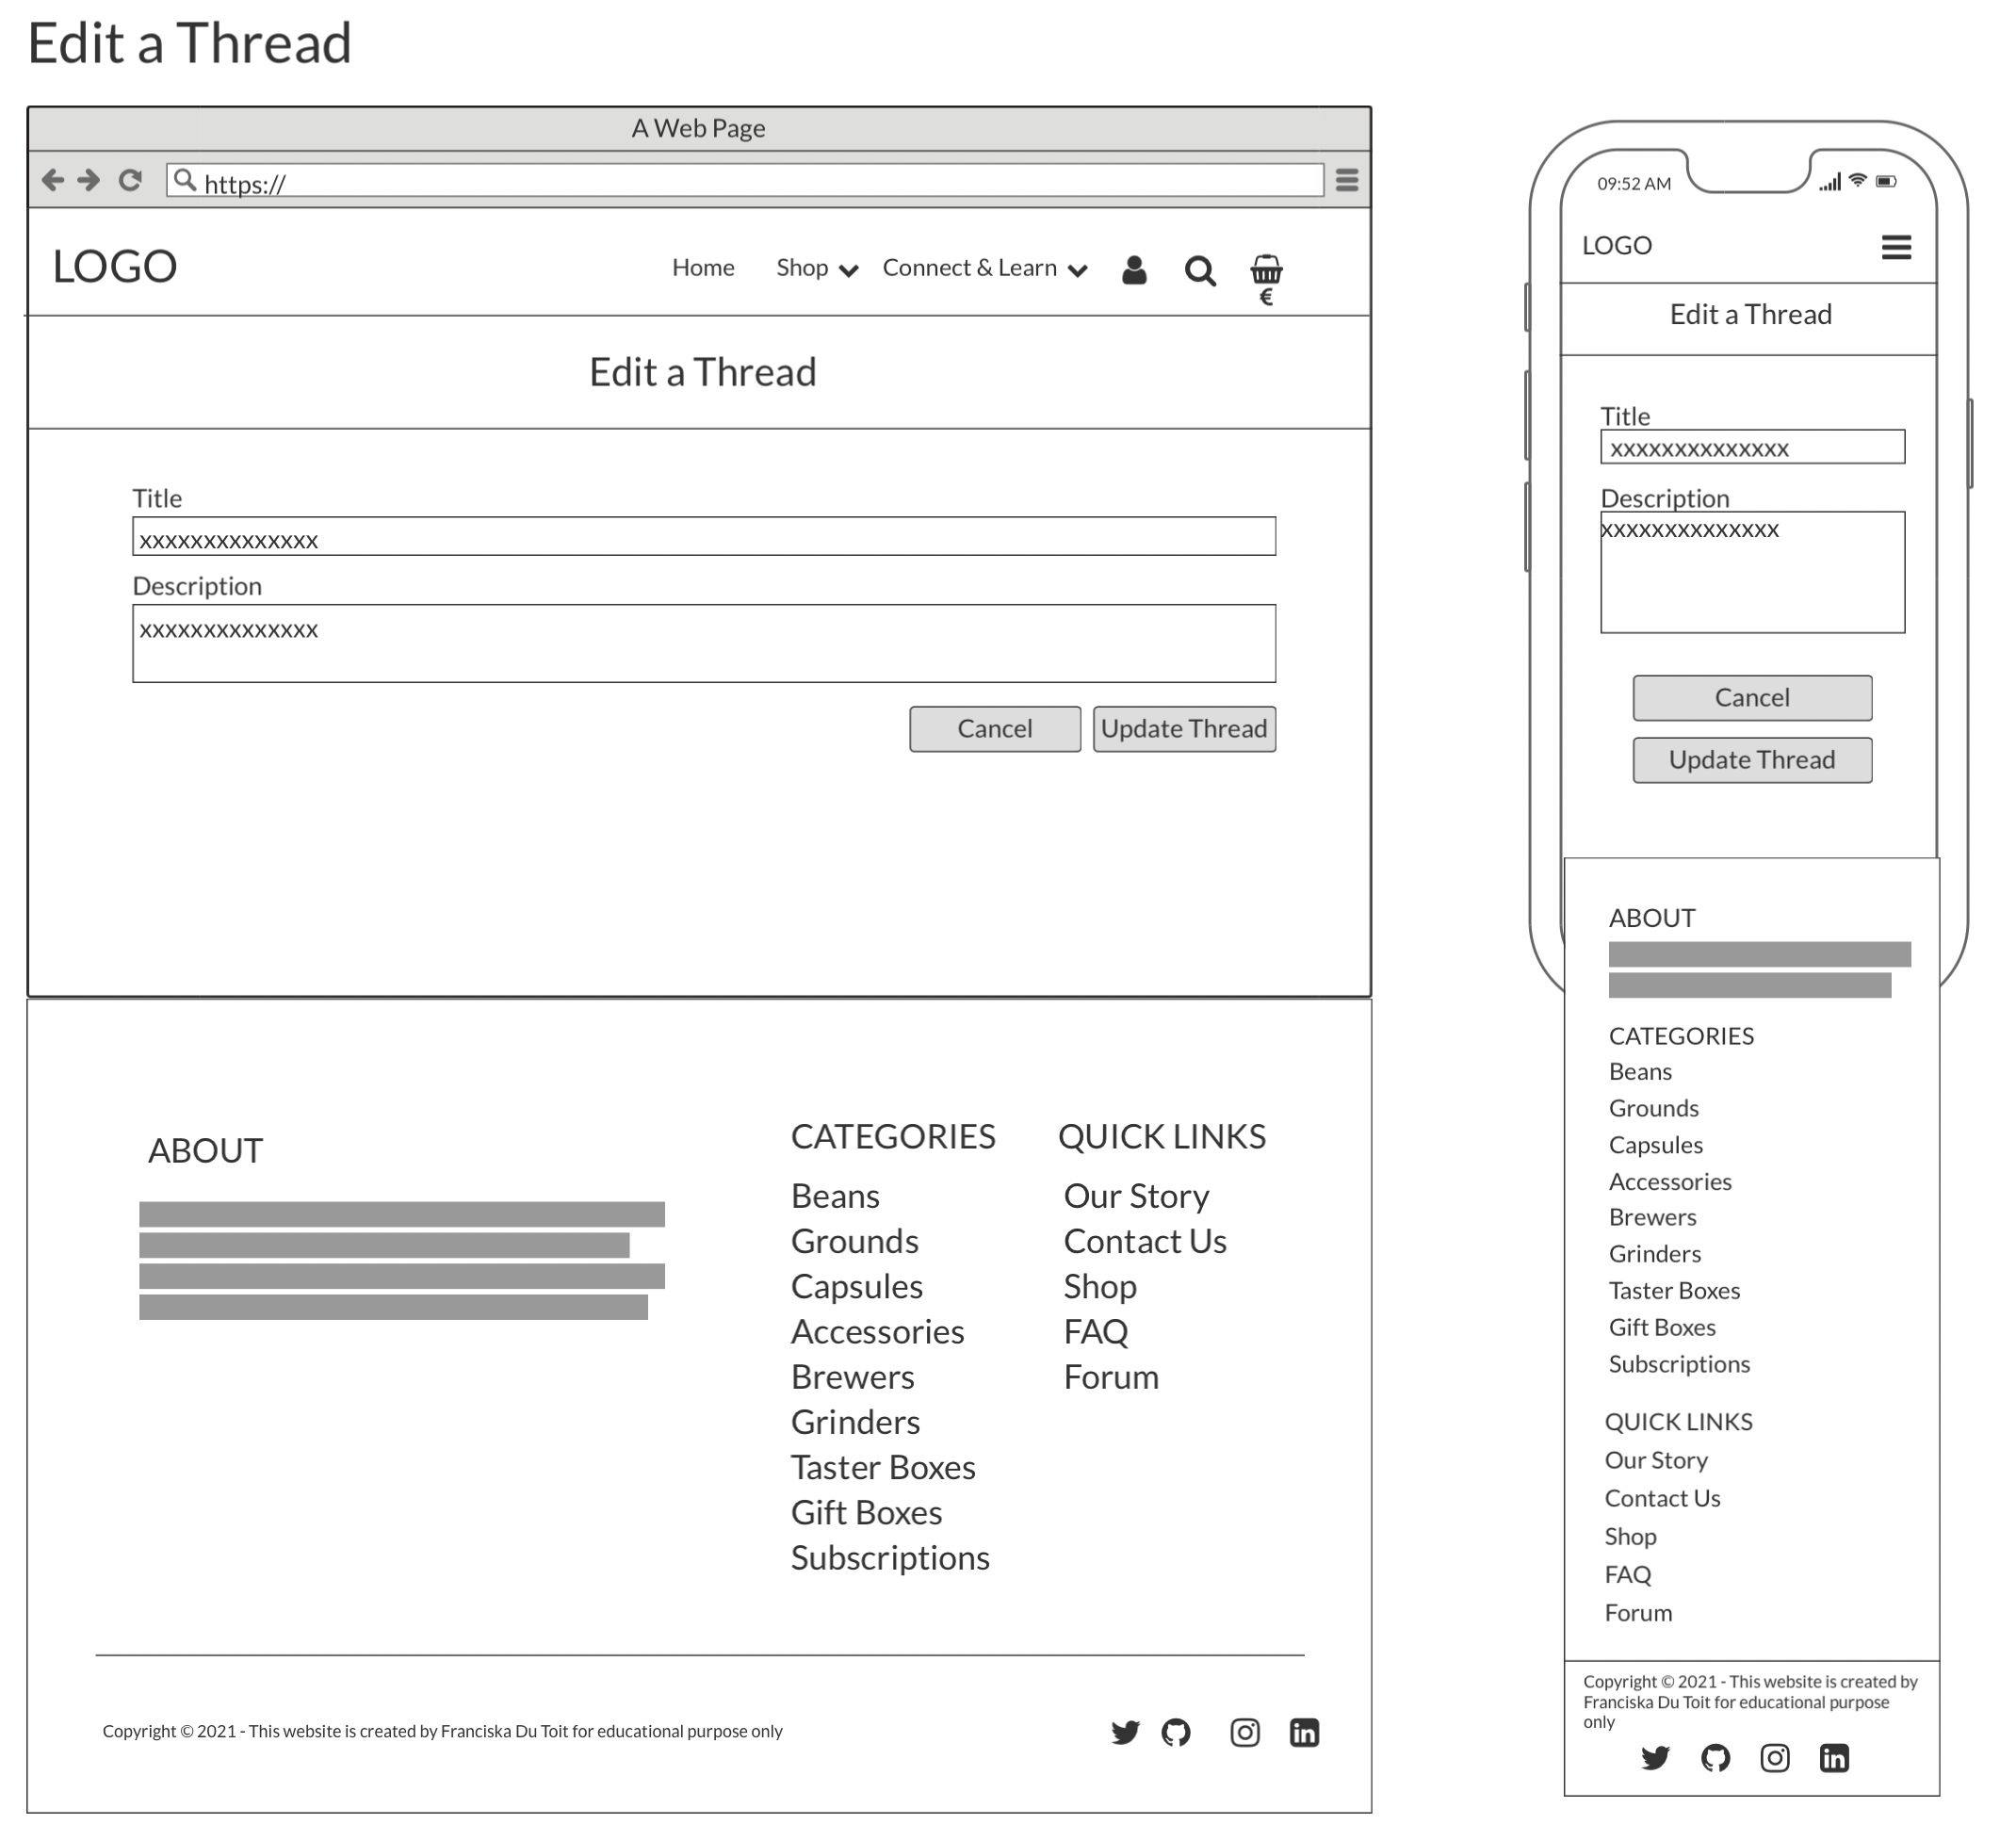 Edit a Thread
A Web Page
https://
LOGO
Home Shop Connect & Learn
€
Edit a Thread
Title
xxxxxxxxxxxxxx
Description
xxxxxxxxxxxxxx
Cancel Update Thread
ABOUT
CATEGORIES
Beans
Grounds
Capsules
Accessories
Brewers
Grinders
Taster Boxes
Gift Boxes
Subscriptions
QUICK LINKS
Our Story
Contact Us
Shop
FAQ
Forum
Copyright © 2021 - This website is created by Franciska Du Toit for educational purpose only
in
09:52 AM
LOGO
Edit a Thread
Title
xxxxxxxxxxxxxx
Description
xxxxxxxxxxxxxx
Cancel
Update Thread
ABOUT
CATEGORIES
Beans
Grounds
Capsules
Accessories
Brewers
Grinders
Taster Boxes
Gift Boxes
Subscriptions
QUICK LINKS
Our Story
Contact Us
Shop
FAQ
Forum
Copyright © 2021 - This website is created by
Franciska Du Toit for educational purpose
only
in